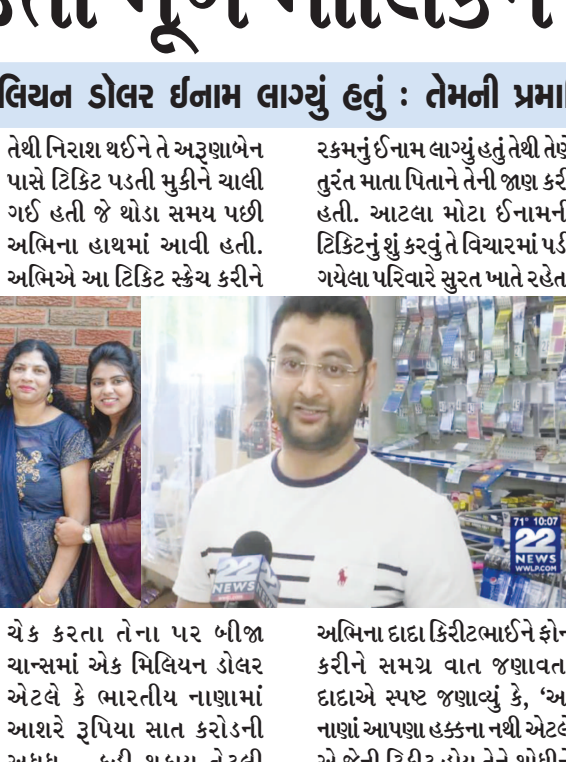 લિયન ડોલર ઈનામ લાગ્યું હતું : તેમની પ્રમા
તેથી નિરાશ થઈને તે અરૂણાબેન
પાસે ટિકિટ પડતી મુકીને ચાલી
ગઈ હતી જે થોડા સમય પછી
અભિના હાથમાં આવી હતી.
અભિએ આ ટિકિટ સ્ક્રેચ કરીને
ચેક કરતા તેના પર બીજા
ચાન્સમાં એક મિલિયન ડોલર
એટલે કે ભારતીય નાણામાં
આશરે રૂપિયા સાત કરોડની
રકમનું ઈનામ લાગ્યું હતું તેથી તેણે
તુરંત માતા પિતાને તેની જાણ કરી
હતી. આટલા મોટા ઈનામની
ટિકિટનું શું કરવું તે વિચારમાં પડી
ગયેલા પરિવારે સુરત ખાતે રહેત
71° 10:07
22
NEWS
WWLP.COM
22
NEWS
અભિના દાદા કિરીટભાઈને ફોન
કરીને સમગ્ર વાત જણાવતા
દાદાએ સ્પષ્ટ જણાવ્યું કે, ‘આ
નાણાં આપણા હક્કના નથી એટલે